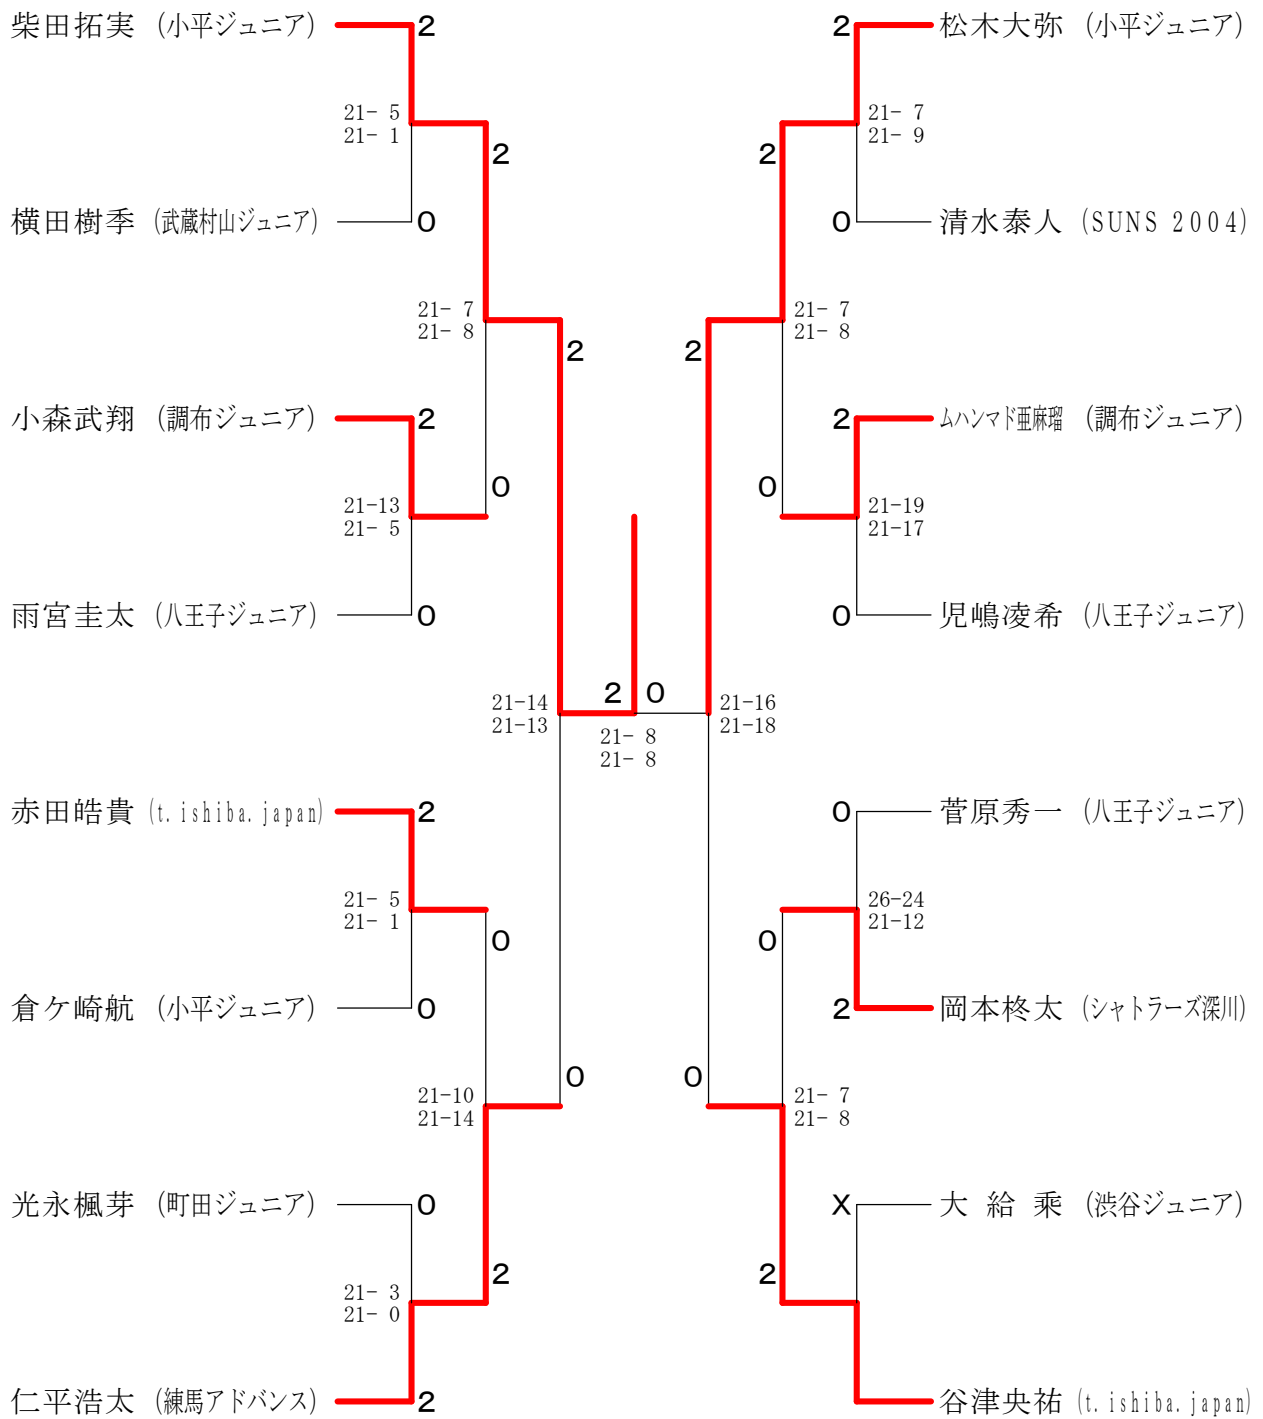 柴田拓実 (小平ジュニア) 2
21- 5
21- 1
2
横田樹季 (武蔵村山ジュニア) 0
21- 7
21- 8
2
小森武翔 (調布ジュニア) 2
21-13
21- 5
0
雨宮圭太 (八王子ジュニア) 0
21-14
21-13
赤田皓貴 (t.ishiba.japan) 2
21- 5
21- 1
0
倉ケ崎航 (小平ジュニア) 0
21-10
21-14
0
光永楓芽 (町田ジュニア) 0
21- 3
21- 0
2
仁平浩太 (練馬アドバンス) 2
2 0
21- 8
21- 8
2 松木大弥 (小平ジュニア)
21- 7
21- 9
2
0 清水泰人 (SUNS 2004)
21- 7
21- 8
2
2 ムハンマド亜麻瑠 (調布ジュニア)
21-19
21-17
0
0 児嶋凌希 (八王子ジュニア)
21-16
21-18
0 菅原秀一 (八王子ジュニア)
26-24
21-12
0
2 岡本柊太 (シャトラーズ深川)
21- 7
21- 8
0
X 大 給 乗 (渋谷ジュニア)
2
谷津央祐 (t.ishiba.japan)